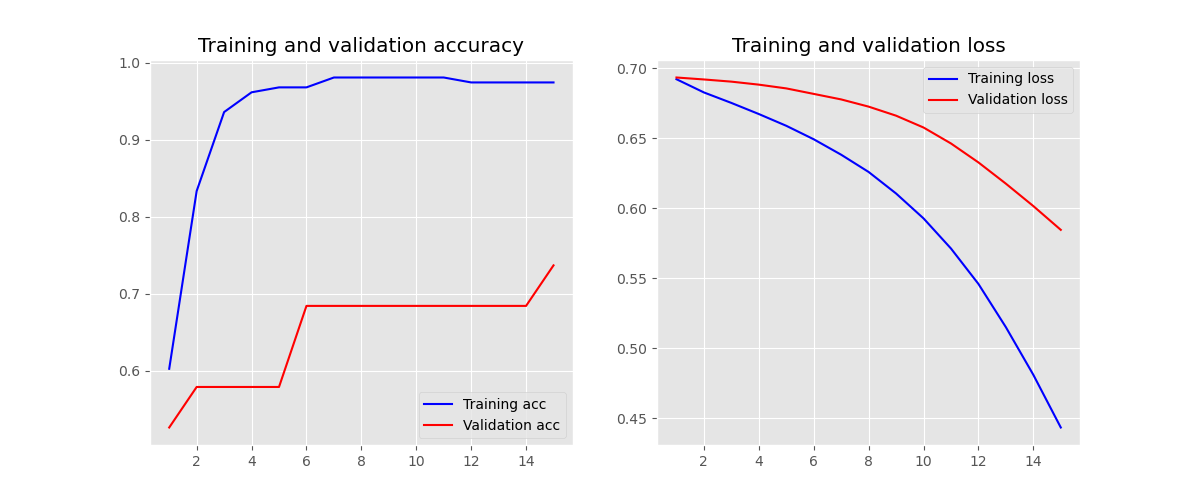 Training and validation accuracy
1.0
0.9
0.8
0.7
0.6
2 4 6 8 10 12 14
Training acc
Validation acc
Training and validation loss
0.70
0.65
0.60
0.55
0.50
0.45
2 4 6 8 10 12 14
Training loss
Validation loss